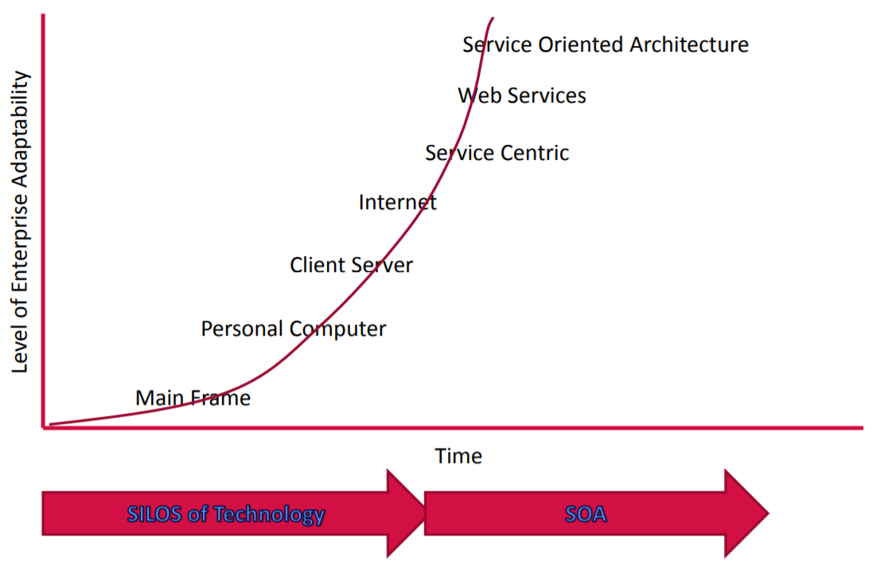 Service Oriented Architecture
Web Services
Service Centric
Internet
Client Server
Personal Computer
Main Frame
Level of Enterprise Adaptability
Time
SILOS of Technology
SOA